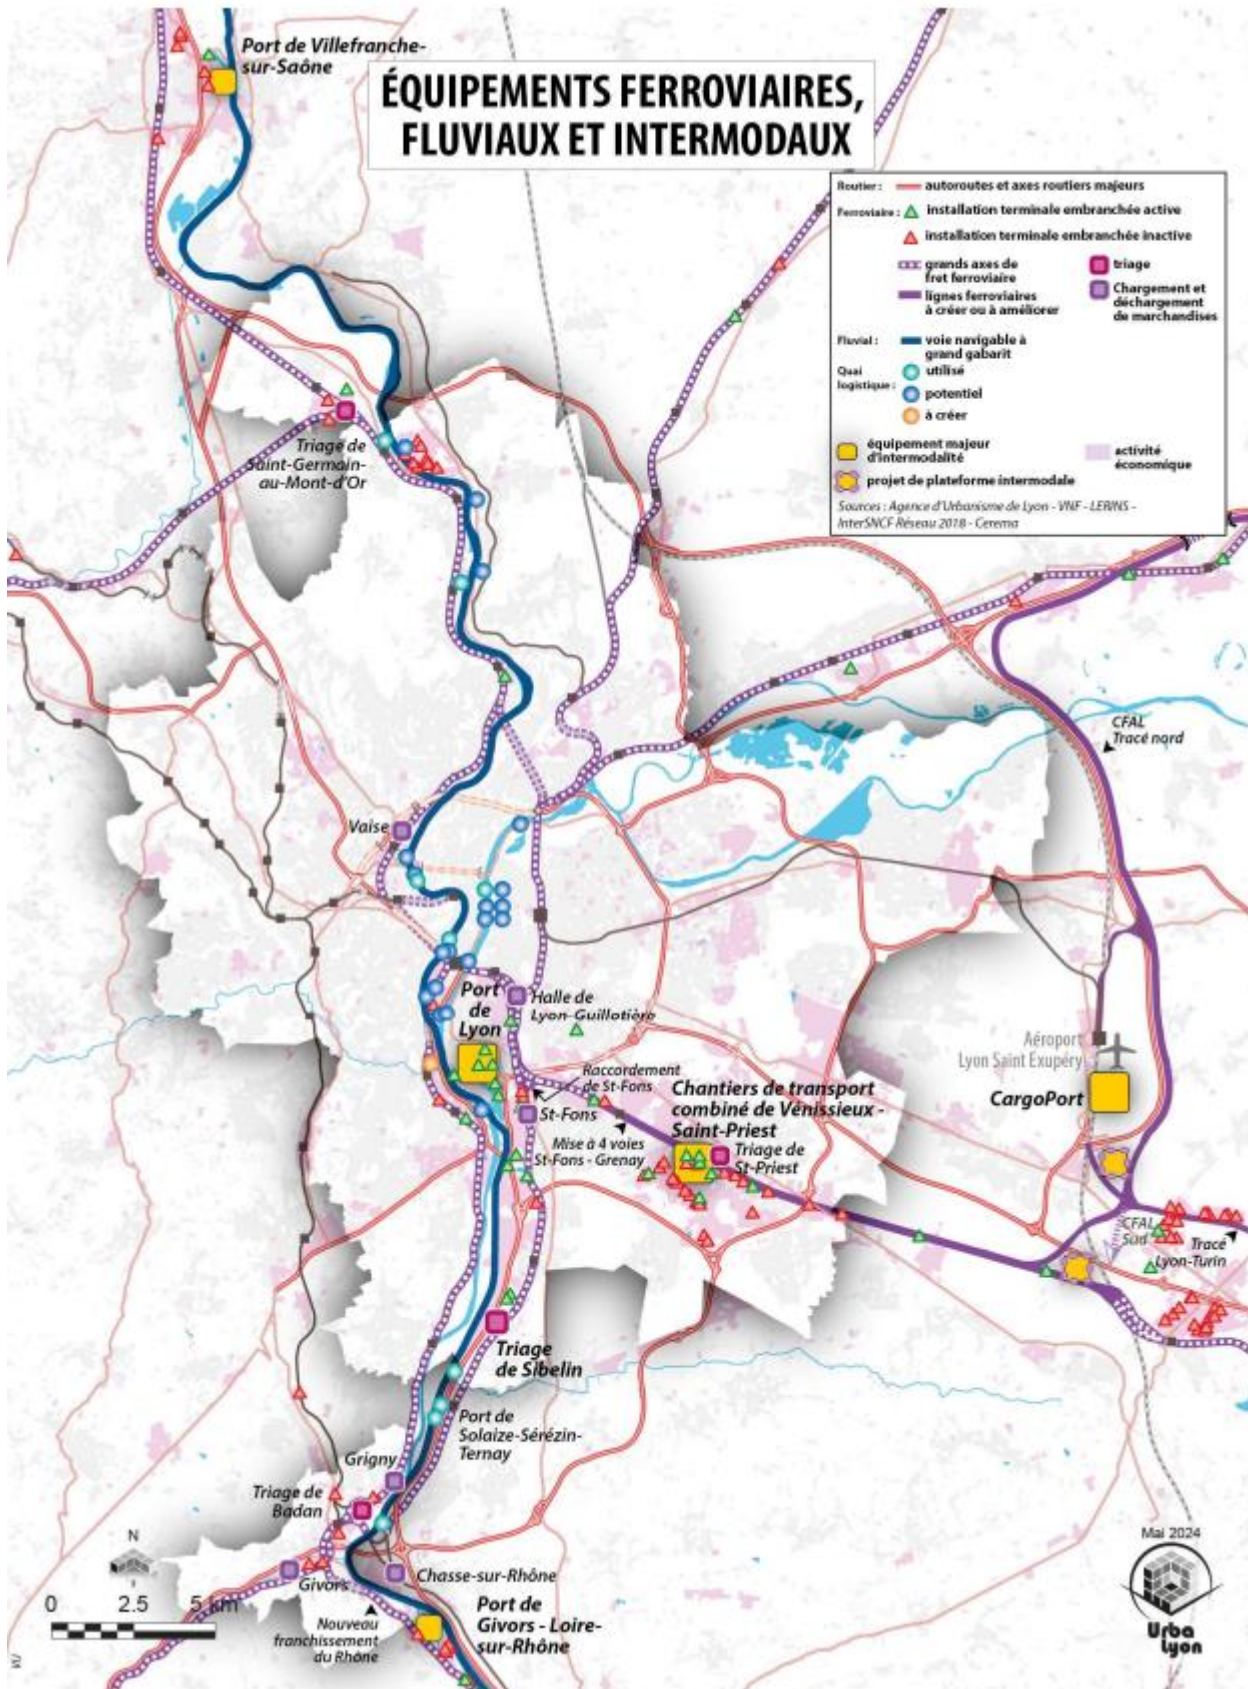 Port de Villefranche-
sur-Saône
ÉQUIPEMENTS FERROVIAIRES,
FLUVIAUX ET INTERMODAUX
Routier :
autoroutes et axes routiers majeurs
Ferroviaire :
installation terminale embranchée active
installation terminale embranchée inactive
grands axes de
fret ferroviaire
triage
lignes ferroviaires
à créer ou à améliorer
Chargement et
déchargement
de marchandises
Fluvial :
voie navigable à
grand gabarit
Quai
logistique :
utilisé
potentiel
à créer
équipement majeur
d'intermodalité
activité
économique
projet de plateforme intermodale
Sources : Agence d'Urbanisme de Lyon - VNF - LERINS -
InterSNCF Réseau 2018 - Cerema
Triage de
Saint-Germain-
au-Mont-d'Or
CFAL
Tracé nord
Vaise
Port
de
Lyon
Halle de
Lyon-Guillotière
Aéroport
Lyon Saint Exupéry
CargoPort
Raccordement
de St-Fons
St-Fons
Mise à 4 voies
St-Fons - Grenay
Chantiers de transport
combiné de Vénissieux -
Saint-Priest
Triage de
St-Priest
CFAL
Sud
Tracé
Lyon-Turin
Triage
de Sibelin
Port de
Solaize-Sérézin-
Ternay
Grigny
Triage de
Badan
N
0 2.5 5 km
Givors
Chasse-sur-Rhône
Nouveau
franchissement
du Rhône
Port de
Givors - Loire-
sur-Rhône
Mai 2024
Urba
Lyon